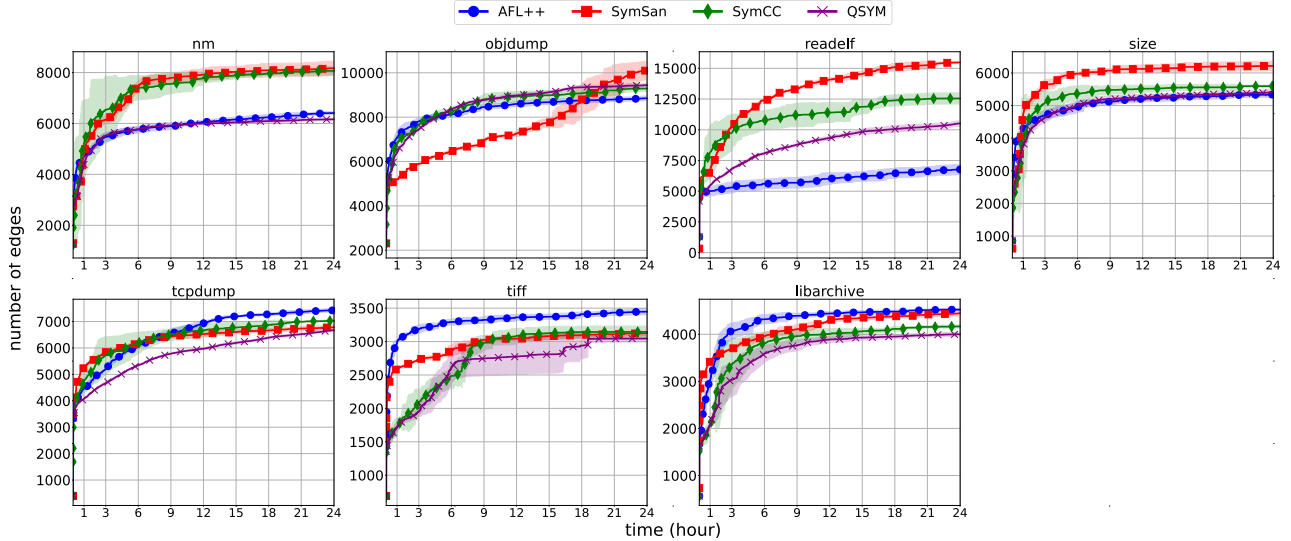 AFL++ SymSan SymCC QSYM
nm
8000
6000
4000
2000
1 3 6 9 12 15 18 21 24
objdump
10000
8000
6000
4000
2000
1 3 6 9 12 15 18 21 24
readelf
15000
12500
10000
7500
5000
2500
0
1 3 6 9 12 15 18 21 24
size
6000
5000
4000
3000
2000
1000
1 3 6 9 12 15 18 21 24
number of edges
tcpdump
7000
6000
5000
4000
3000
2000
1000
1 3 6 9 12 15 18 21 24
tiff
3500
3000
2500
2000
1500
1000
1 3 6 9 12 15 18 21 24
libarchive
4000
3000
2000
1000
0
1 3 6 9 12 15 18 21 24
time (hour)